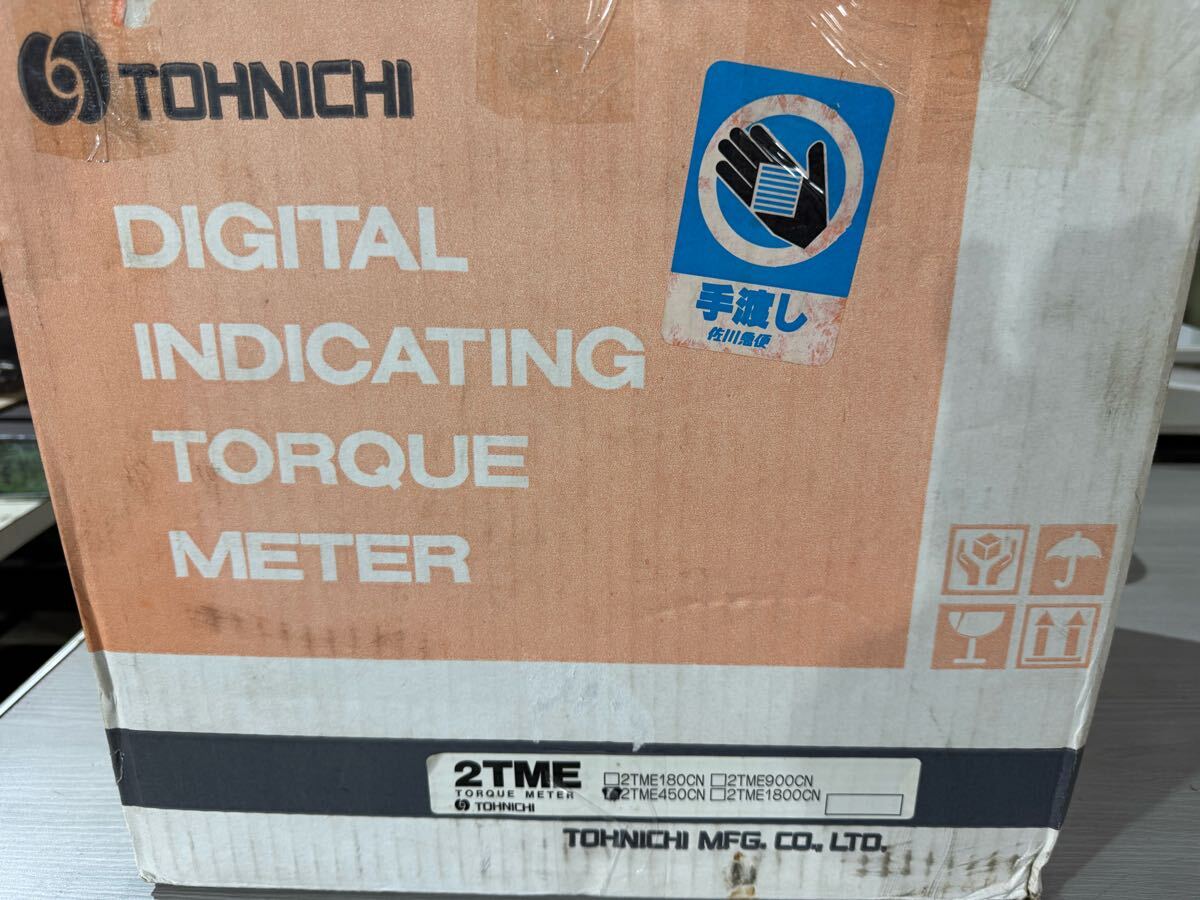 TOHNICHI
手渡し
佐川急便
DIGITAL
INDICATING
TORQUE
METER
2TME
TORQUE METER
TOHNICHI
2TME180CN 2TME900CN
2TME450CN 2TME1800CN
TOHNICHI MFG. CO., LTD.